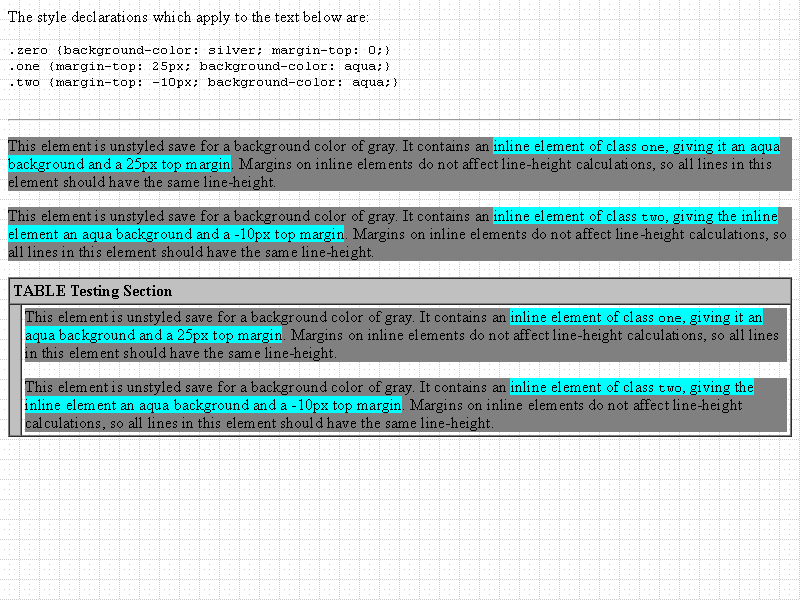 The style declarations which apply to the text below are:
.zero {background-color: silver; margin-top: 0;}
.one {margin-top: 25px; background-color: aqua;}
.two {margin-top: -10px; background-color: aqua;}
This element is unstyled save for a background color of gray. It contains an inline element of class one, giving it an aqua
background and a 25px top margin. Margins on inline elements do not affect line-height calculations, so all lines in this
element should have the same line-height.
This element is unstyled save for a background color of gray. It contains an inline element of class two, giving the inline
element an aqua background and a -10px top margin. Margins on inline elements do not affect line-height calculations, so
all lines in this element should have the same line-height.
TABLE Testing Section
This element is unstyled save for a background color of gray. It contains an inline element of class one, giving it an
aqua background and a 25px top margin. Margins on inline elements do not affect line-height calculations, so all lines
in this element should have the same line-height.
This element is unstyled save for a background color of gray. It contains an inline element of class two, giving the
inline element an aqua background and a -10px top margin. Margins on inline elements do not affect line-height
calculations, so all lines in this element should have the same line-height.